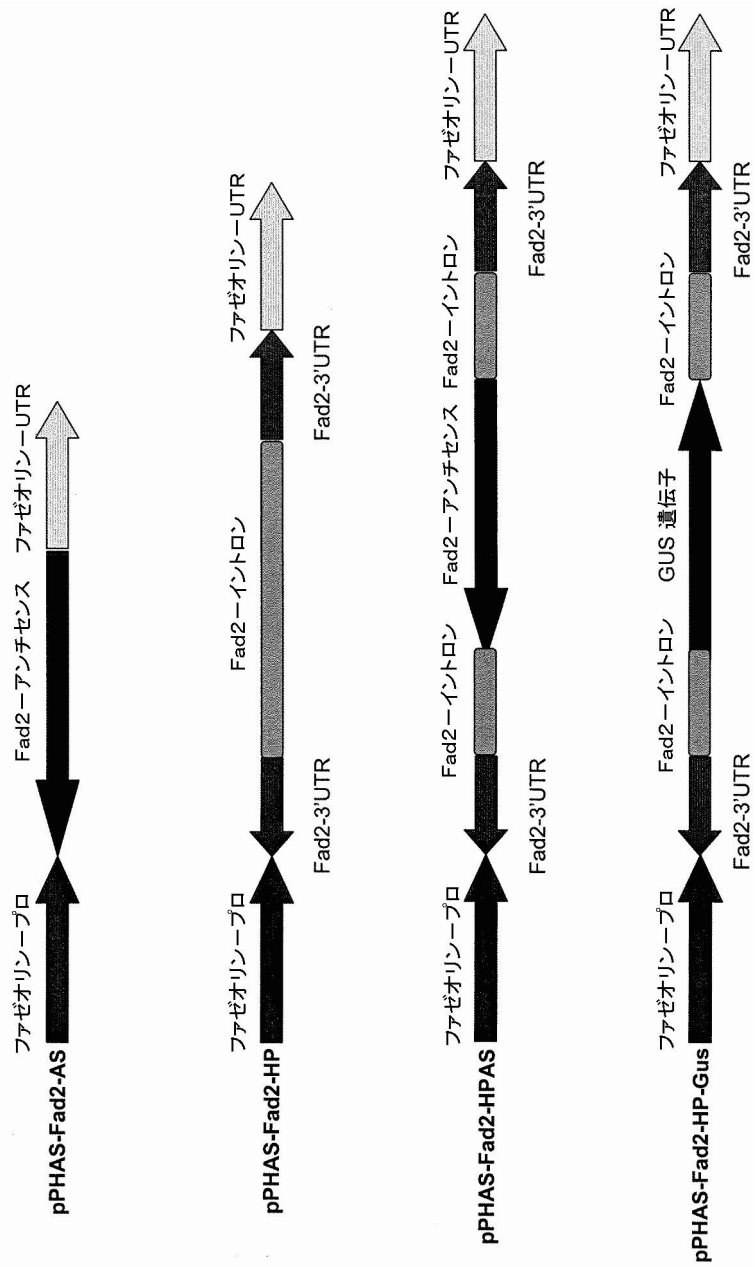 pPHAS-Fad2-AS
ファゼオリンープロ
Fad2ーアンチセンス
ファゼオリンーUTR
pPHAS-Fad2-HP
ファゼオリンープロ
Fad2-3'UTR
Fad2ーイントロン
Fad2-3'UTR
ファゼオリンーUTR
pPHAS-Fad2-HPAS
ファゼオリンープロ
Fad2-3'UTR
Fad2ーイントロン
Fad2ーアンチセンス
Fad2ーイントロン
Fad2-3'UTR
ファゼオリンーUTR
pPHAS-Fad2-HP-Gus
ファゼオリンープロ
Fad2-3'UTR
Fad2ーイントロン
GUS 遺伝子
Fad2ーイントロン
Fad2-3'UTR
ファゼオリンーUTR